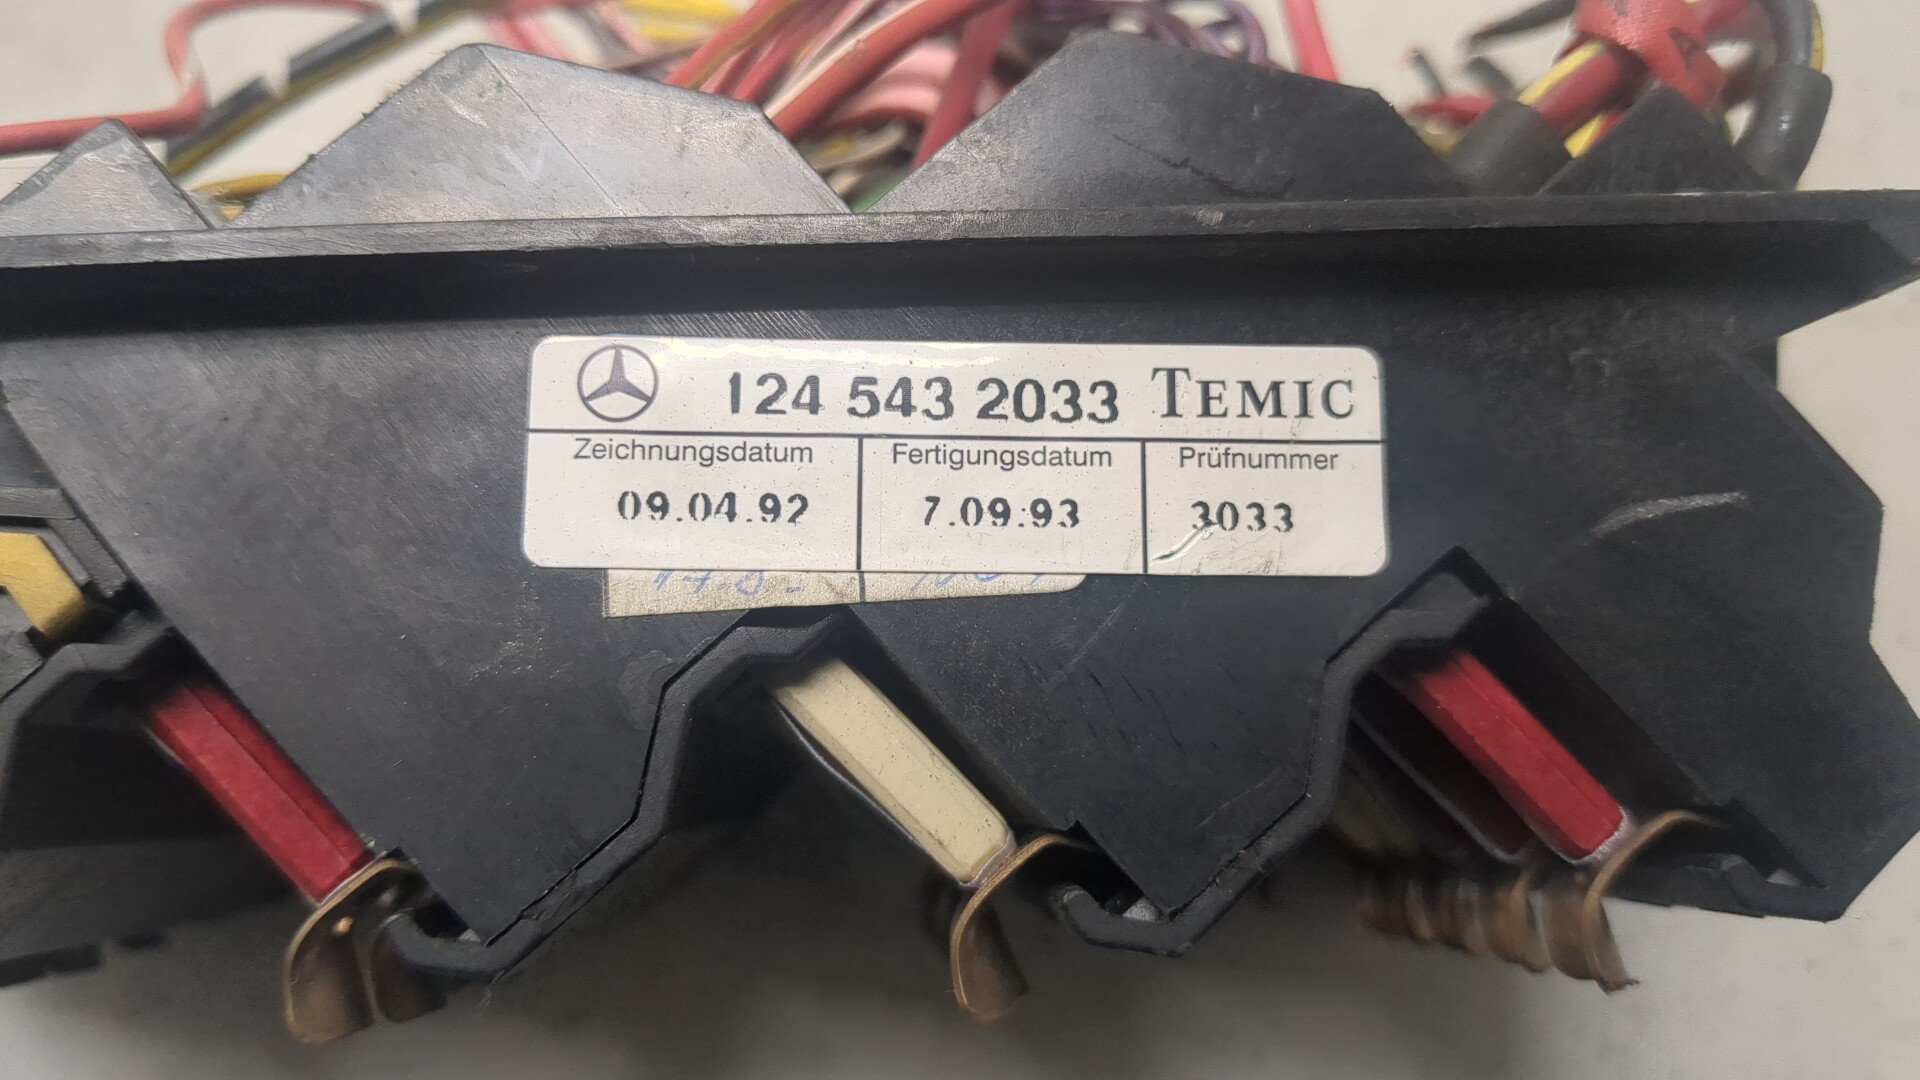 124 543 2033 TEMIC
Zeichnungsdatum Fertigungsdatum Prüfnummer
09.04.92 7.09.93 3033